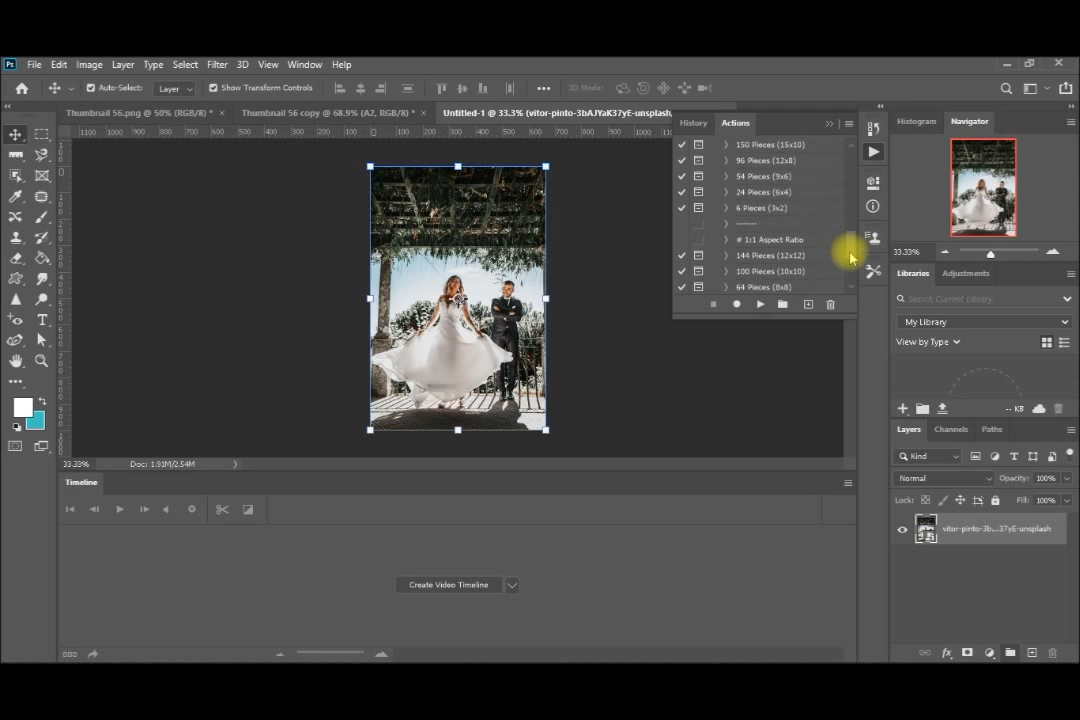 Ps File Edit Image Layer Type Select Filter 3D View Window Help
Auto-Select: Layer Show Transform Controls 3D Mode:
Thumbnail 56.png @ 50% (RGB/8) * × Thumbnail 56 copy @ 68.9% (A2, RGB/8) * × Untitled-1 @ 33.3% (vitor-pinto-3bAJYaK37yE-unsplash,
History Actions
150 Pieces (15x10)
96 Pieces (12x8)
54 Pieces (9x6)
24 Pieces (6x4)
6 Pieces (3x2)
# 1:1 Aspect Ratio
144 Pieces (12x12)
100 Pieces (10x10)
64 Pieces (8x8)
Histogram Navigator
33.33%
Libraries Adjustments
Search Current Library
My Library
View by Type
-- KB
Layers Channels Paths
Kind
Normal Opacity: 100%
Lock: Fill: 100%
vitor-pinto-3b...37yE-unsplash
33.33% Doc: 1.91M/2.54M
Timeline
Create Video Timeline